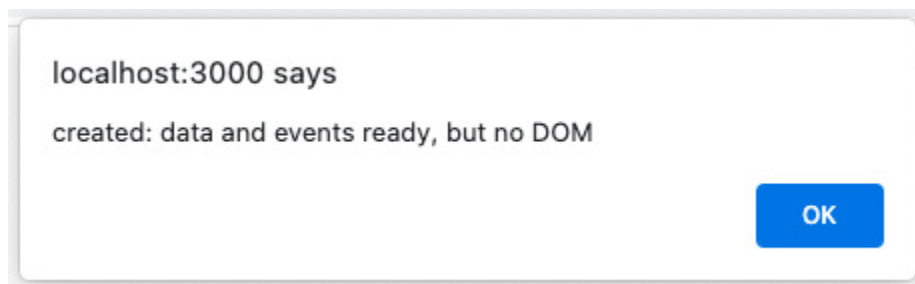 localhost:3000 says
created: data and events ready, but no DOM
OK